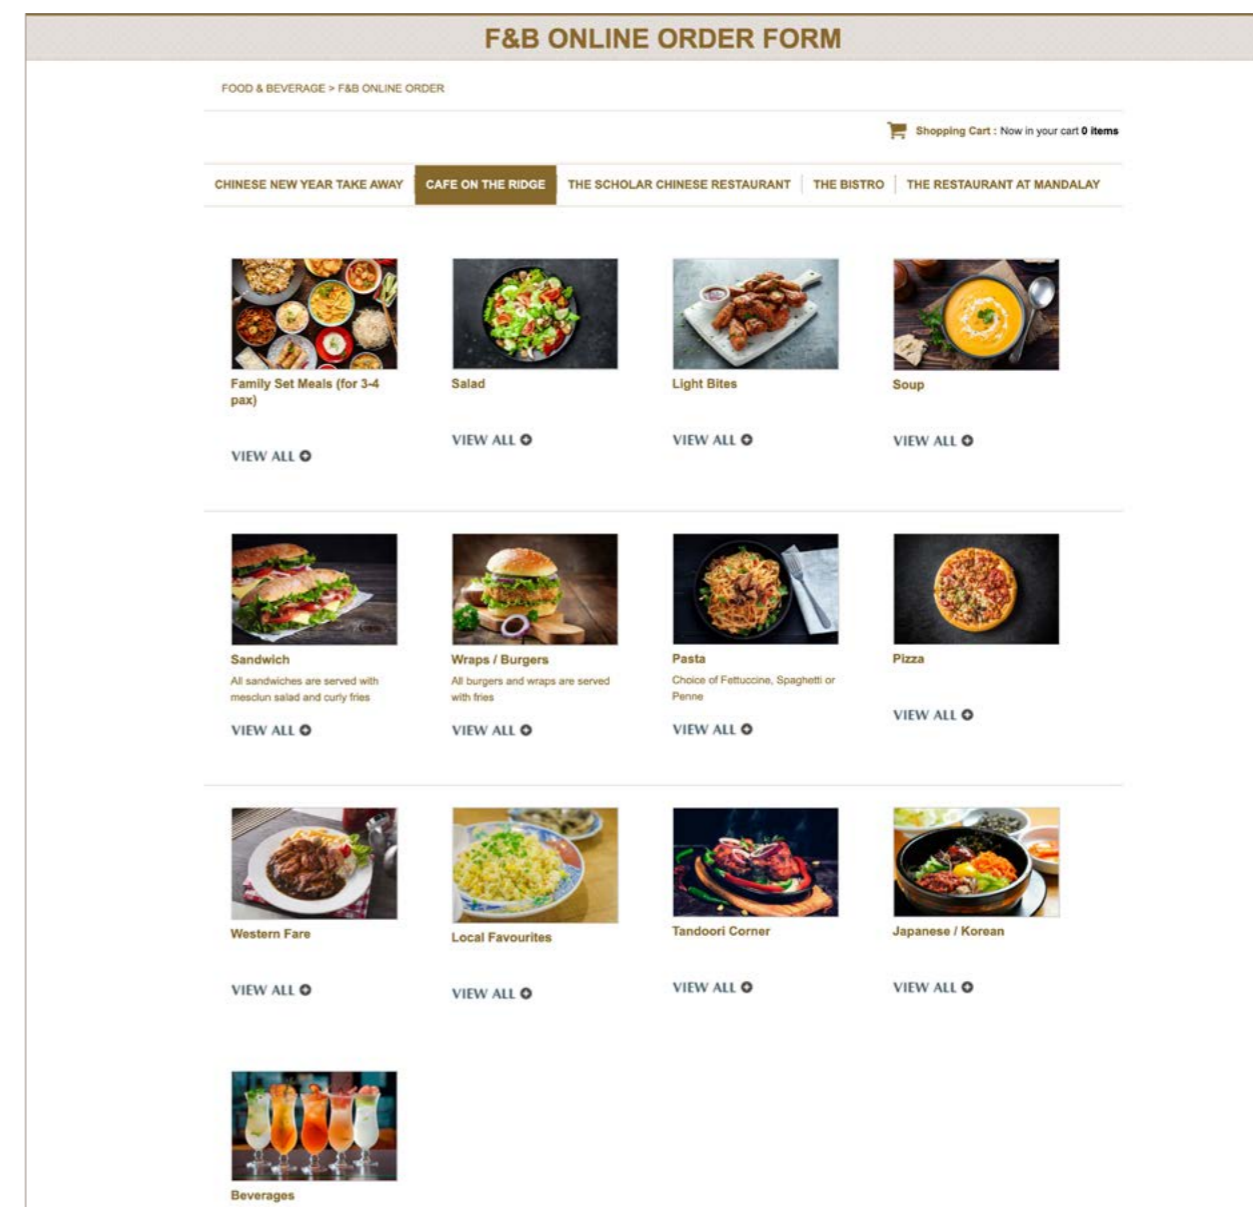 F&B ONLINE ORDER FORM
FOOD & BEVERAGE > F&B ONLINE ORDER
Shopping Cart : Now in your cart 0 items
CHINESE NEW YEAR TAKE AWAY
CAFE ON THE RIDGE
THE SCHOLAR CHINESE RESTAURANT
THE BISTRO
THE RESTAURANT AT MANDALAY
Family Set Meals (for 3-4
pax)
VIEW ALL
Salad
VIEW ALL
Light Bites
VIEW ALL
Soup
VIEW ALL
Sandwich
All sandwiches are served with
mesclun salad and curly fries
VIEW ALL
Wraps / Burgers
All burgers and wraps are served
with fries
VIEW ALL
Pasta
Choice of Fettuccine, Spaghetti or
Penne
VIEW ALL
Pizza
VIEW ALL
Western Fare
VIEW ALL
Local Favourites
VIEW ALL
Tandoori Corner
VIEW ALL
Japanese / Korean
VIEW ALL
Beverages